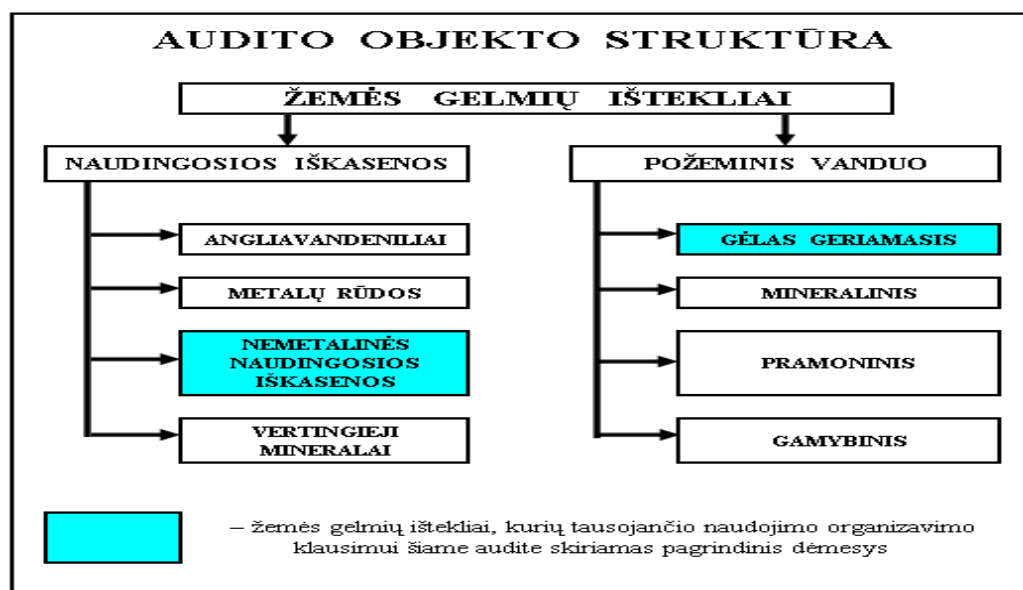 AUDITO OBJEKTO STRUKTŪRA
ŽEMĖS GELMIŲ IŠTEKLIAI
NAUDINGOSIOS IŠKASENOS
POŽEMINIS VANDUO
ANGLIAVANDENILIAI
METALŲ RŪDOS
NEMETALINĖS
NAUDINGOSIOS
IŠKASENOS
VERTINGIEJI
MINERALAI
GĖLAS GERIAMASIS
MINERALINIS
PRAMONINIS
GAMYBINIS
– žemės gelmių ištekliai, kurių tausojančio naudojimo organizavimo
klausimui šiame audite skiriamas pagrindinis dėmesys